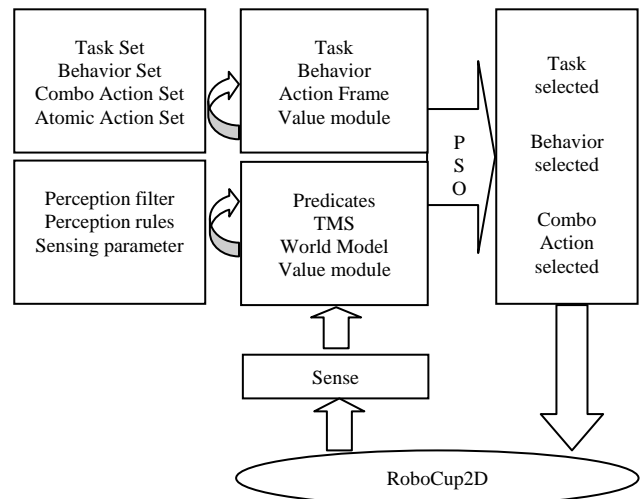 Task Set
Behavior Set
Combo Action Set
Atomic Action Set
Task
Behavior
Action Frame
Value module
Task
selected
Behavior
selected
Combo
Action
selected
P
S
O
Perception filter
Perception rules
Sensing parameter
Predicates
TMS
World Model
Value module
Sense
RoboCup2D